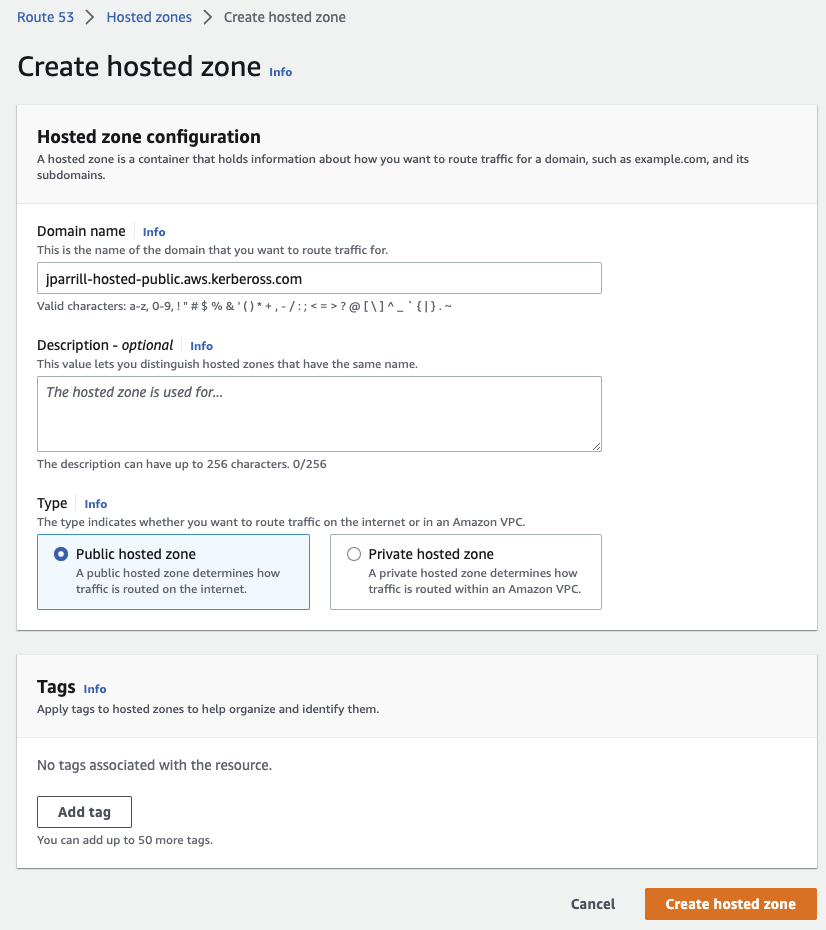 Route 53 > Hosted zones > Create hosted zone
Create hosted zone Info
Hosted zone configuration
A hosted zone is a container that holds information about how you want to route traffic for a domain, such as example.com, and its
subdomains.
Domain name Info
This is the name of the domain that you want to route traffic for.
jparrill-hosted-public.aws.kerbeross.com
Valid characters: a-z, 0-9, ! " # $ % & ' ( ) * + , - / : ; < = > ? @ [ \ ] ^ _ ` { | } . ~
Description - optional Info
This value lets you distinguish hosted zones that have the same name.
The hosted zone is used for...
The description can have up to 256 characters. 0/256
Type Info
The type indicates whether you want to route traffic on the internet or in an Amazon VPC.
Public hosted zone
A public hosted zone determines how
traffic is routed on the internet.
Private hosted zone
A private hosted zone determines how
traffic is routed within an Amazon VPC.
Tags Info
Apply tags to hosted zones to help organize and identify them.
No tags associated with the resource.
Add tag
You can add up to 50 more tags.
Cancel
Create hosted zone